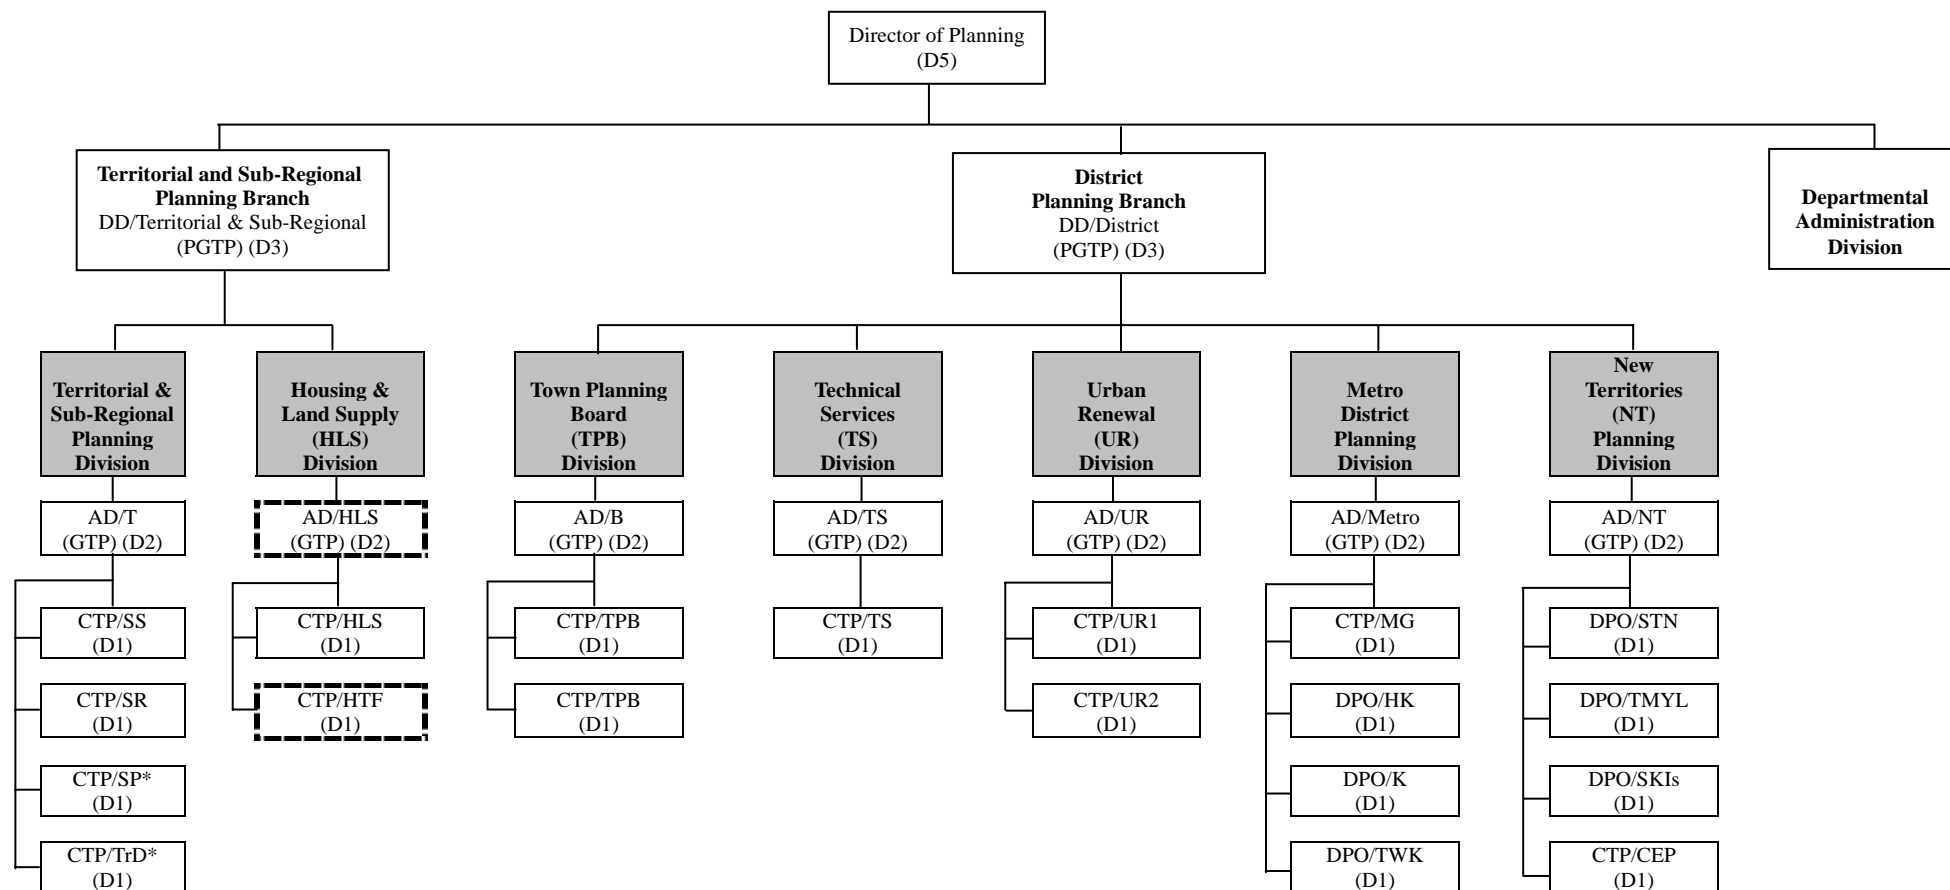 Director of Planning
(D5)
Territorial and Sub-Regional
Planning Branch
DD/Territorial & Sub-Regional
(PGTP) (D3)
District
Planning Branch
DD/District
(PGTP) (D3)
Departmental
Administration
Division
Territorial &
Sub-Regional
Planning
Division
Housing &
Land Supply
(HLS)
Division
Town Planning
Board
(TPB)
Division
Technical
Services
(TS)
Division
Urban
Renewal
(UR)
Division
Metro
District
Planning
Division
New
Territories
(NT)
Planning
Division
AD/T
(GTP) (D2)
AD/HLS
(GTP) (D2)
AD/B
(GTP) (D2)
AD/TS
(GTP) (D2)
AD/UR
(GTP) (D2)
AD/Metro
(GTP) (D2)
AD/NT
(GTP) (D2)
CTP/SS
(D1)
CTP/HLS
(D1)
CTP/TPB
(D1)
CTP/TS
(D1)
CTP/UR1
(D1)
CTP/MG
(D1)
DPO/STN
(D1)
CTP/SR
(D1)
CTP/HTF
(D1)
CTP/TPB
(D1)
CTP/UR2
(D1)
DPO/HK
(D1)
DPO/TMYL
(D1)
CTP/SP*
(D1)
DPO/K
(D1)
DPO/SKIs
(D1)
CTP/TrD*
(D1)
DPO/TWK
(D1)
CTP/CEP
(D1)